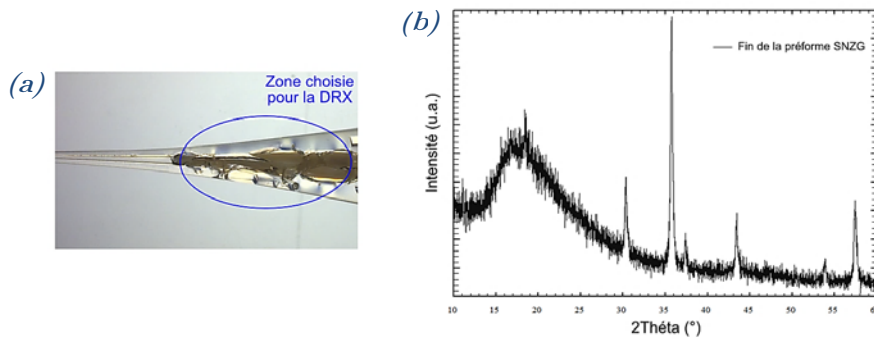 (a)
Zone choisie
pour la DRX
(b)
Fin de la préforme SNZG
Intensité (u.a.)
10 15 20 25 30 35 40 45 50 55
2Théta (°)